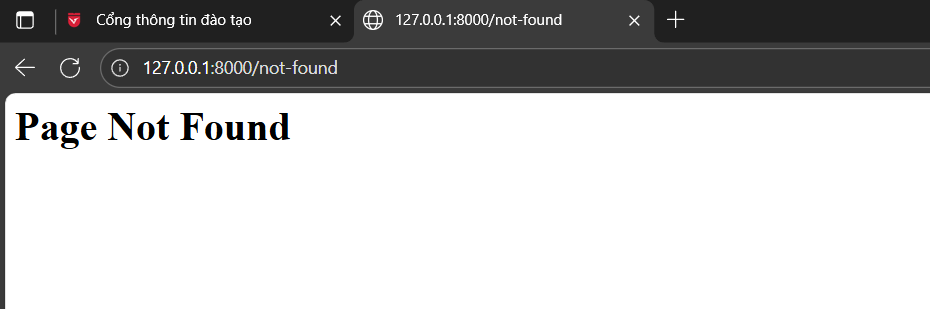 Cổng thông tin đào tạo
127.0.0.1:8000/not-found
127.0.0.1:8000/not-found
Page Not Found